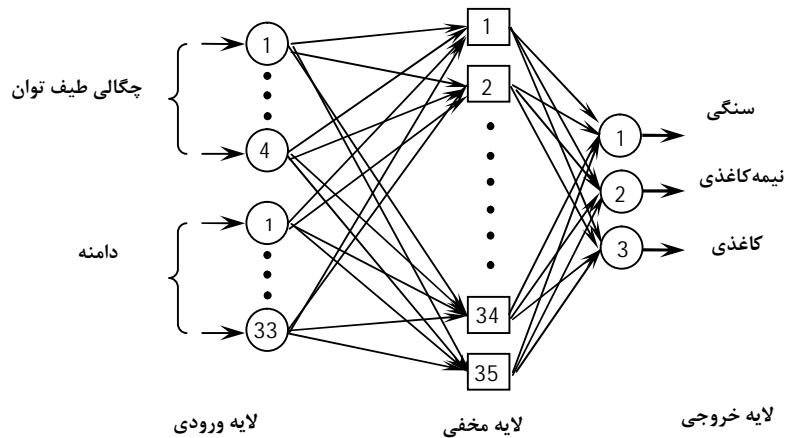 چگالی طیف توان
دامنه
1
4
1
33
1
2
34
35
1
2
3
سنگی
نیمه کاغذی
کاغذی
لایه ورودی
لایه مخفی
لایه خروجی